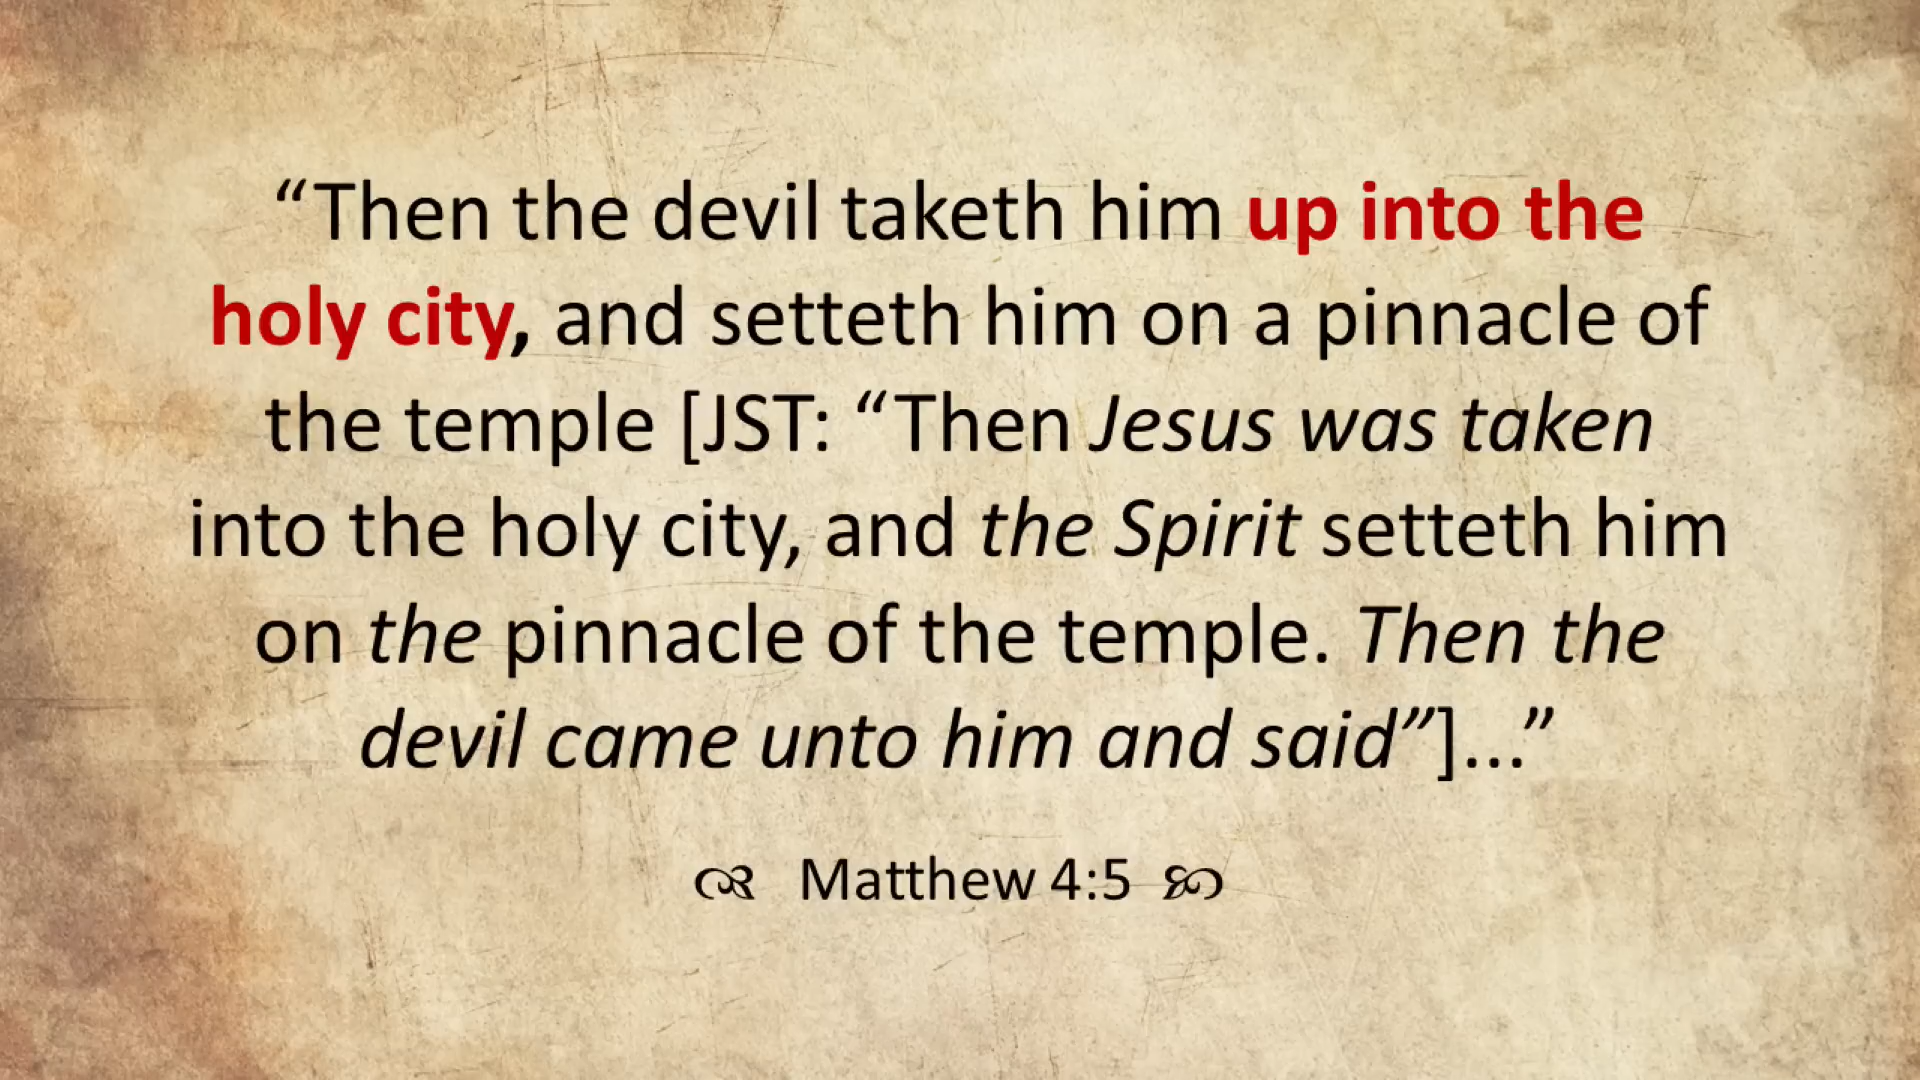 “Then the devil taketh him up into the
holy city, and setteth him on a pinnacle of
the temple [JST: “Then Jesus was taken
into the holy city, and the Spirit setteth him
on the pinnacle of the temple. Then the
devil came unto him and said”]...”
Matthew 4:5